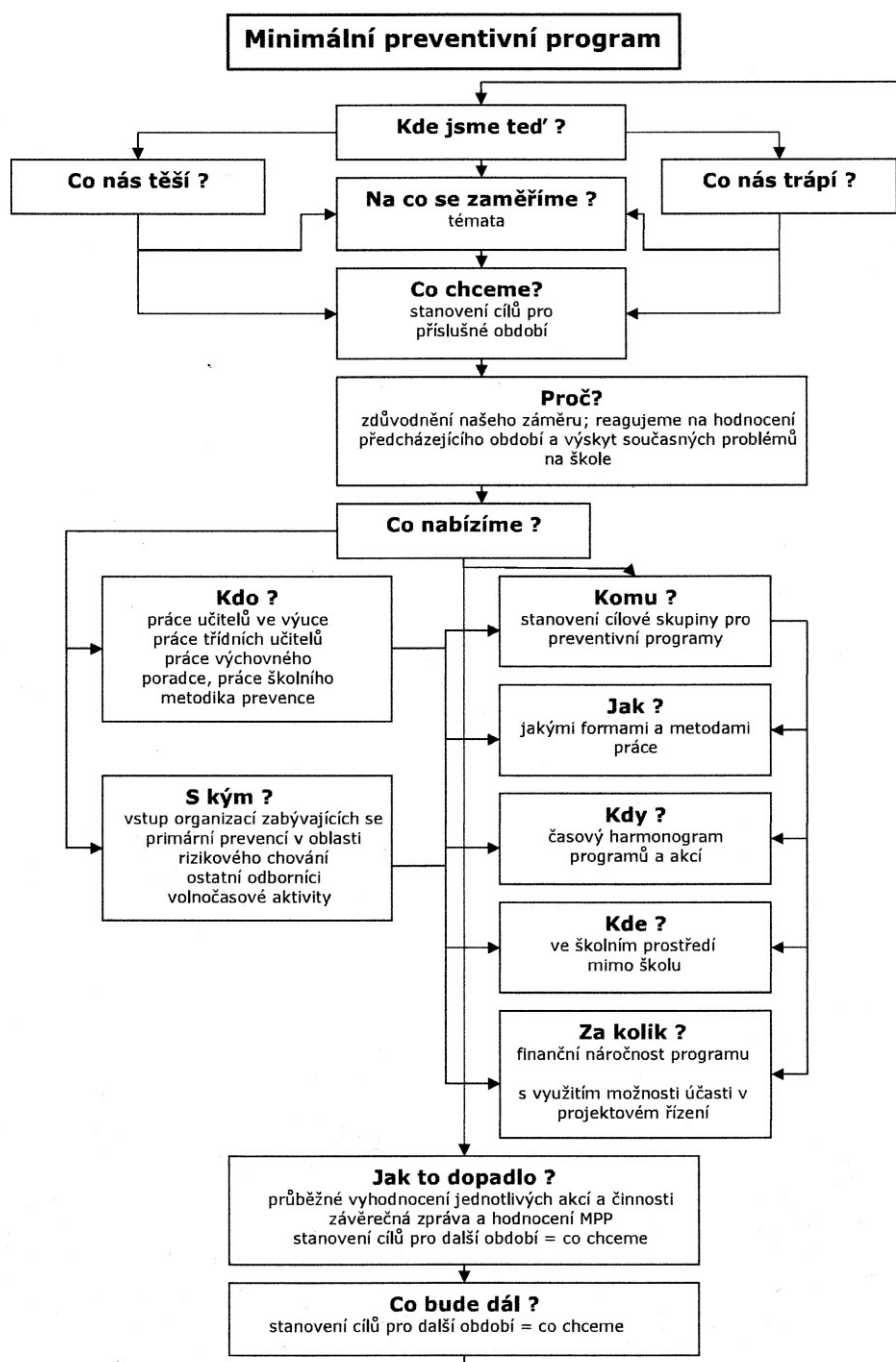 Minimální preventivní program
Kde jsme teď ?
Co nás těší ?
Co nás trápí ?
Na co se zaměříme ?
témata
Co chceme?
stanovení cílů pro
příslušné období
Proč?
zdůvodnění našeho záměru; reagujeme na hodnocení
předcházejícího období a výskyt současných problémů
na škole
Co nabízíme ?
Kdo ?
práce učitelů ve výuce
práce třídních učitelů
práce výchovného
poradce, práce školního
metodika prevence
S kým ?
vstup organizací zabývajících se
primární prevencí v oblasti
rizikového chování
ostatní odborníci
volnočasové aktivity
Komu ?
stanovení cílové skupiny pro
preventivní programy
Jak ?
jakými formami a metodami
práce
Kdy ?
časový harmonogram
programů a akcí
Kde ?
ve školním prostředí
mimo školu
Za kolik ?
finanční náročnost programu
s využitím možnosti účasti v
projektovém řízení
Jak to dopadlo ?
průběžné vyhodnocení jednotlivých akcí a činnosti
závěrečná zpráva a hodnocení MPP
stanovení cílů pro další období = co chceme
Co bude dál ?
stanovení cílů pro další období = co chceme